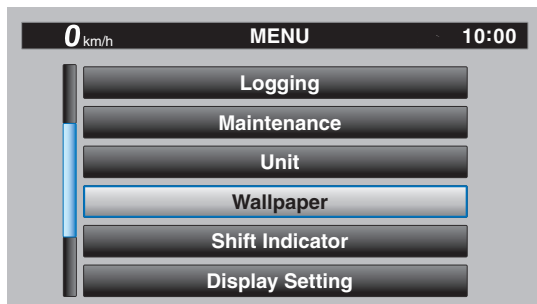 0 km/h MENU 10:00
Logging
Maintenance
Unit
Wallpaper
Shift Indicator
Display Setting